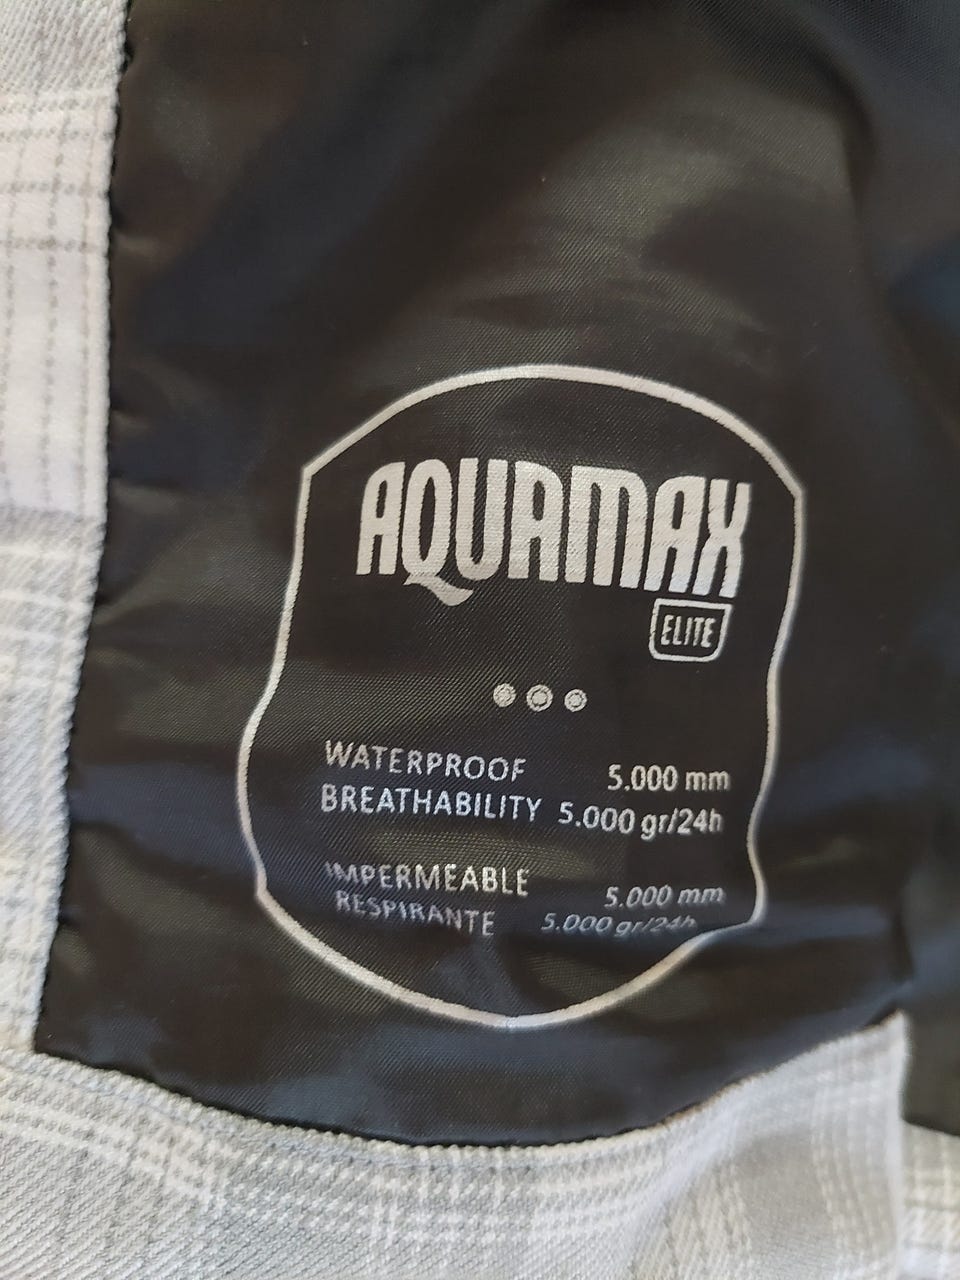 AQUAMAX
ELITE
WATERPROOF 5.000 mm
BREATHABILITY 5.000 gr/24h
IMPERMEABLE 5.000 mm
RESPIRANTE 5.000 gr/24h